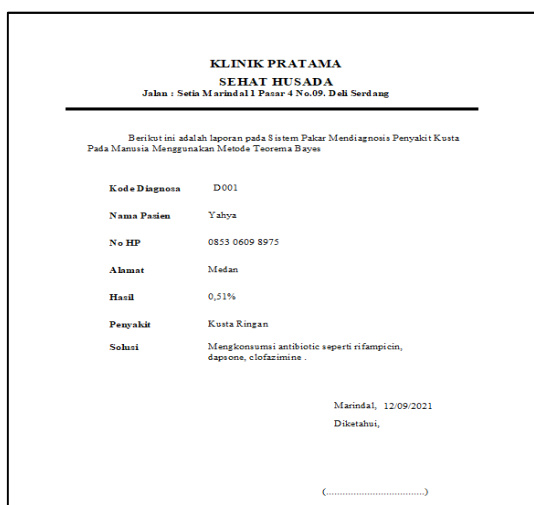 KLINIK PRATAMA
SEHAT HUSADA
Jalan : Setia Marindal 1 Pasar 4 No.09. Deli Serdang
Berikut ini adalah laporan pada Sistem Pakar Mendiagnosis Penyakit Kusta
Pada Manusia Menggunakan Metode Teorema Bayes
Kode Diagnosa D001
Nama Pasien Yahya
No HP 0853 0609 8975
Alamat Medan
Hasil 0,51%
Penyakit Kusta Ringan
Solusi Mengkonsumsi antibiotic seperti rifampicin,
dapsone, clofazimine .
Marindal, 12/09/2021
Diketahui,
(...................................)